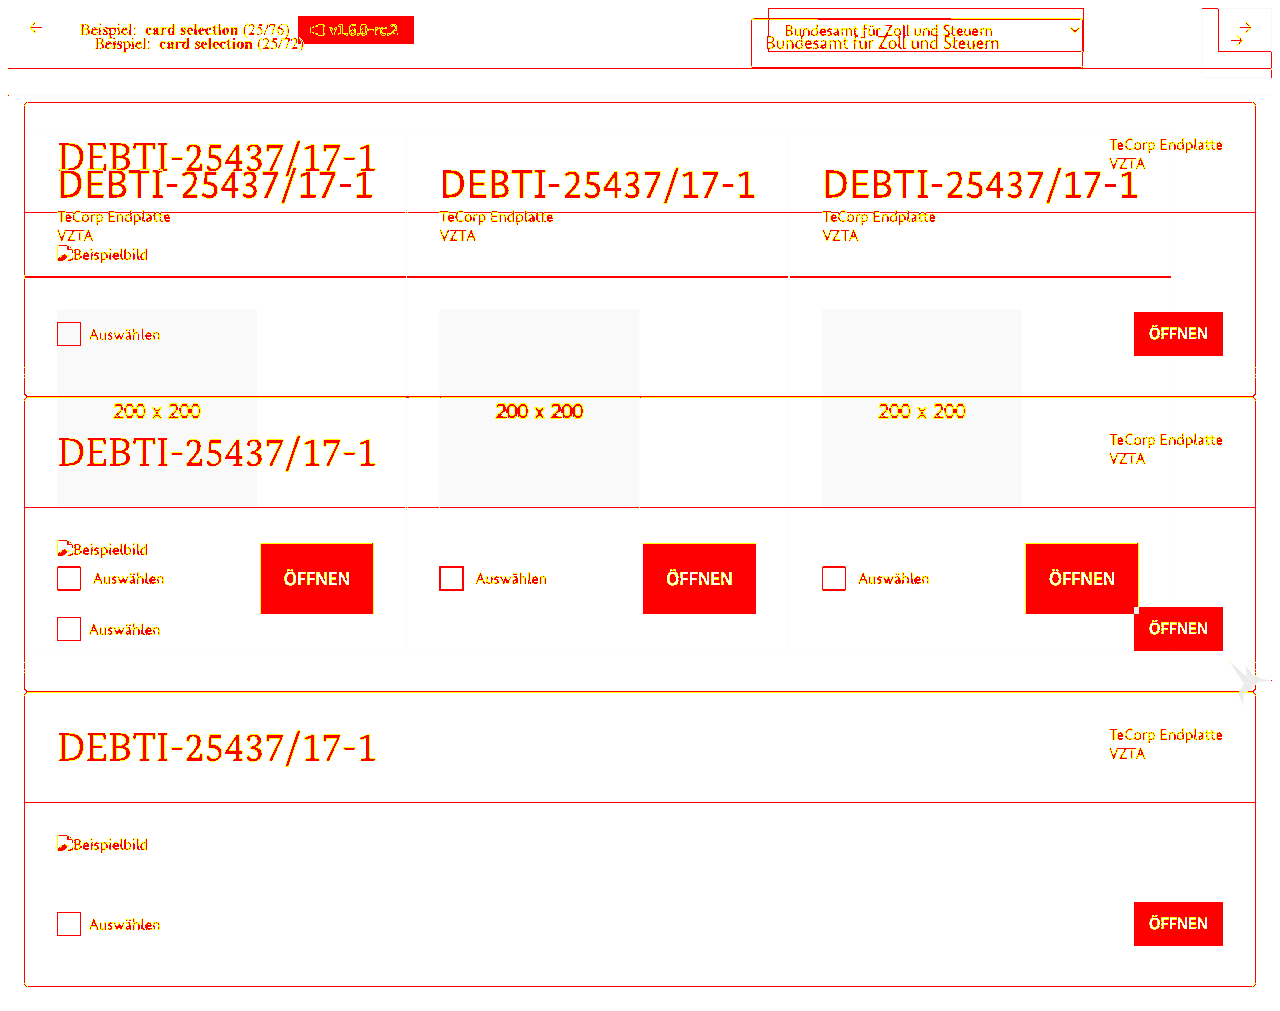 Beispiel: card selection (25/76) v1.6.0-rc.2 Bundesamt für Zoll und Steuern
Beispiel: card selection (25/72) Bundesamt für Zoll und Steuern
DEBTI-25437/17-1 TeCorp Endplatte
VZTA
DEBTI-25437/17-1 DEBTI-25437/17-1 DEBTI-25437/17-1
TeCorp Endplatte TeCorp Endplatte TeCorp Endplatte
VZTA VZTA VZTA
Beispielbild
Auswählen ÖFFNEN
200 x 200 200 x 200 200 x 200
DEBTI-25437/17-1 TeCorp Endplatte
VZTA
Beispielbild
Auswählen ÖFFNEN Auswählen ÖFFNEN Auswählen ÖFFNEN
Auswählen ÖFFNEN
DEBTI-25437/17-1 TeCorp Endplatte
VZTA
Beispielbild
Auswählen ÖFFNEN